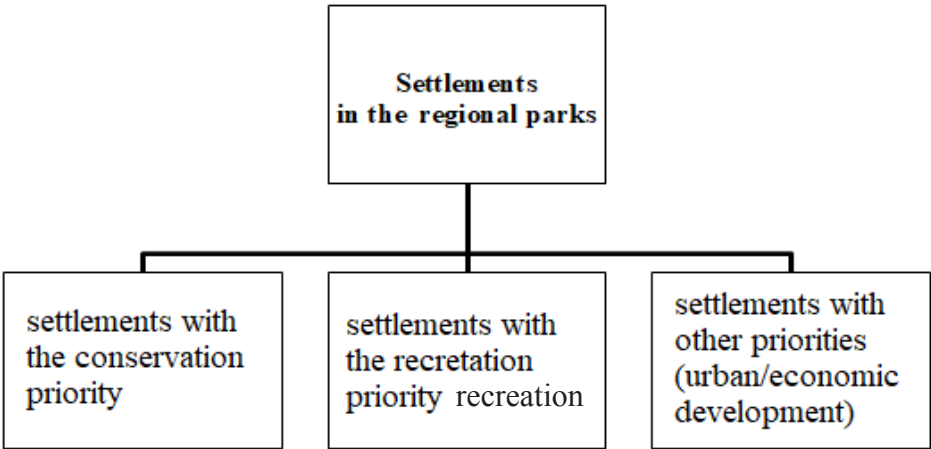 Settlements
in the regional parks
settlements with
the conservation
priority
settlements with
the recretation
priority recreation
settlements with
other priorities
(urban/economic
development)